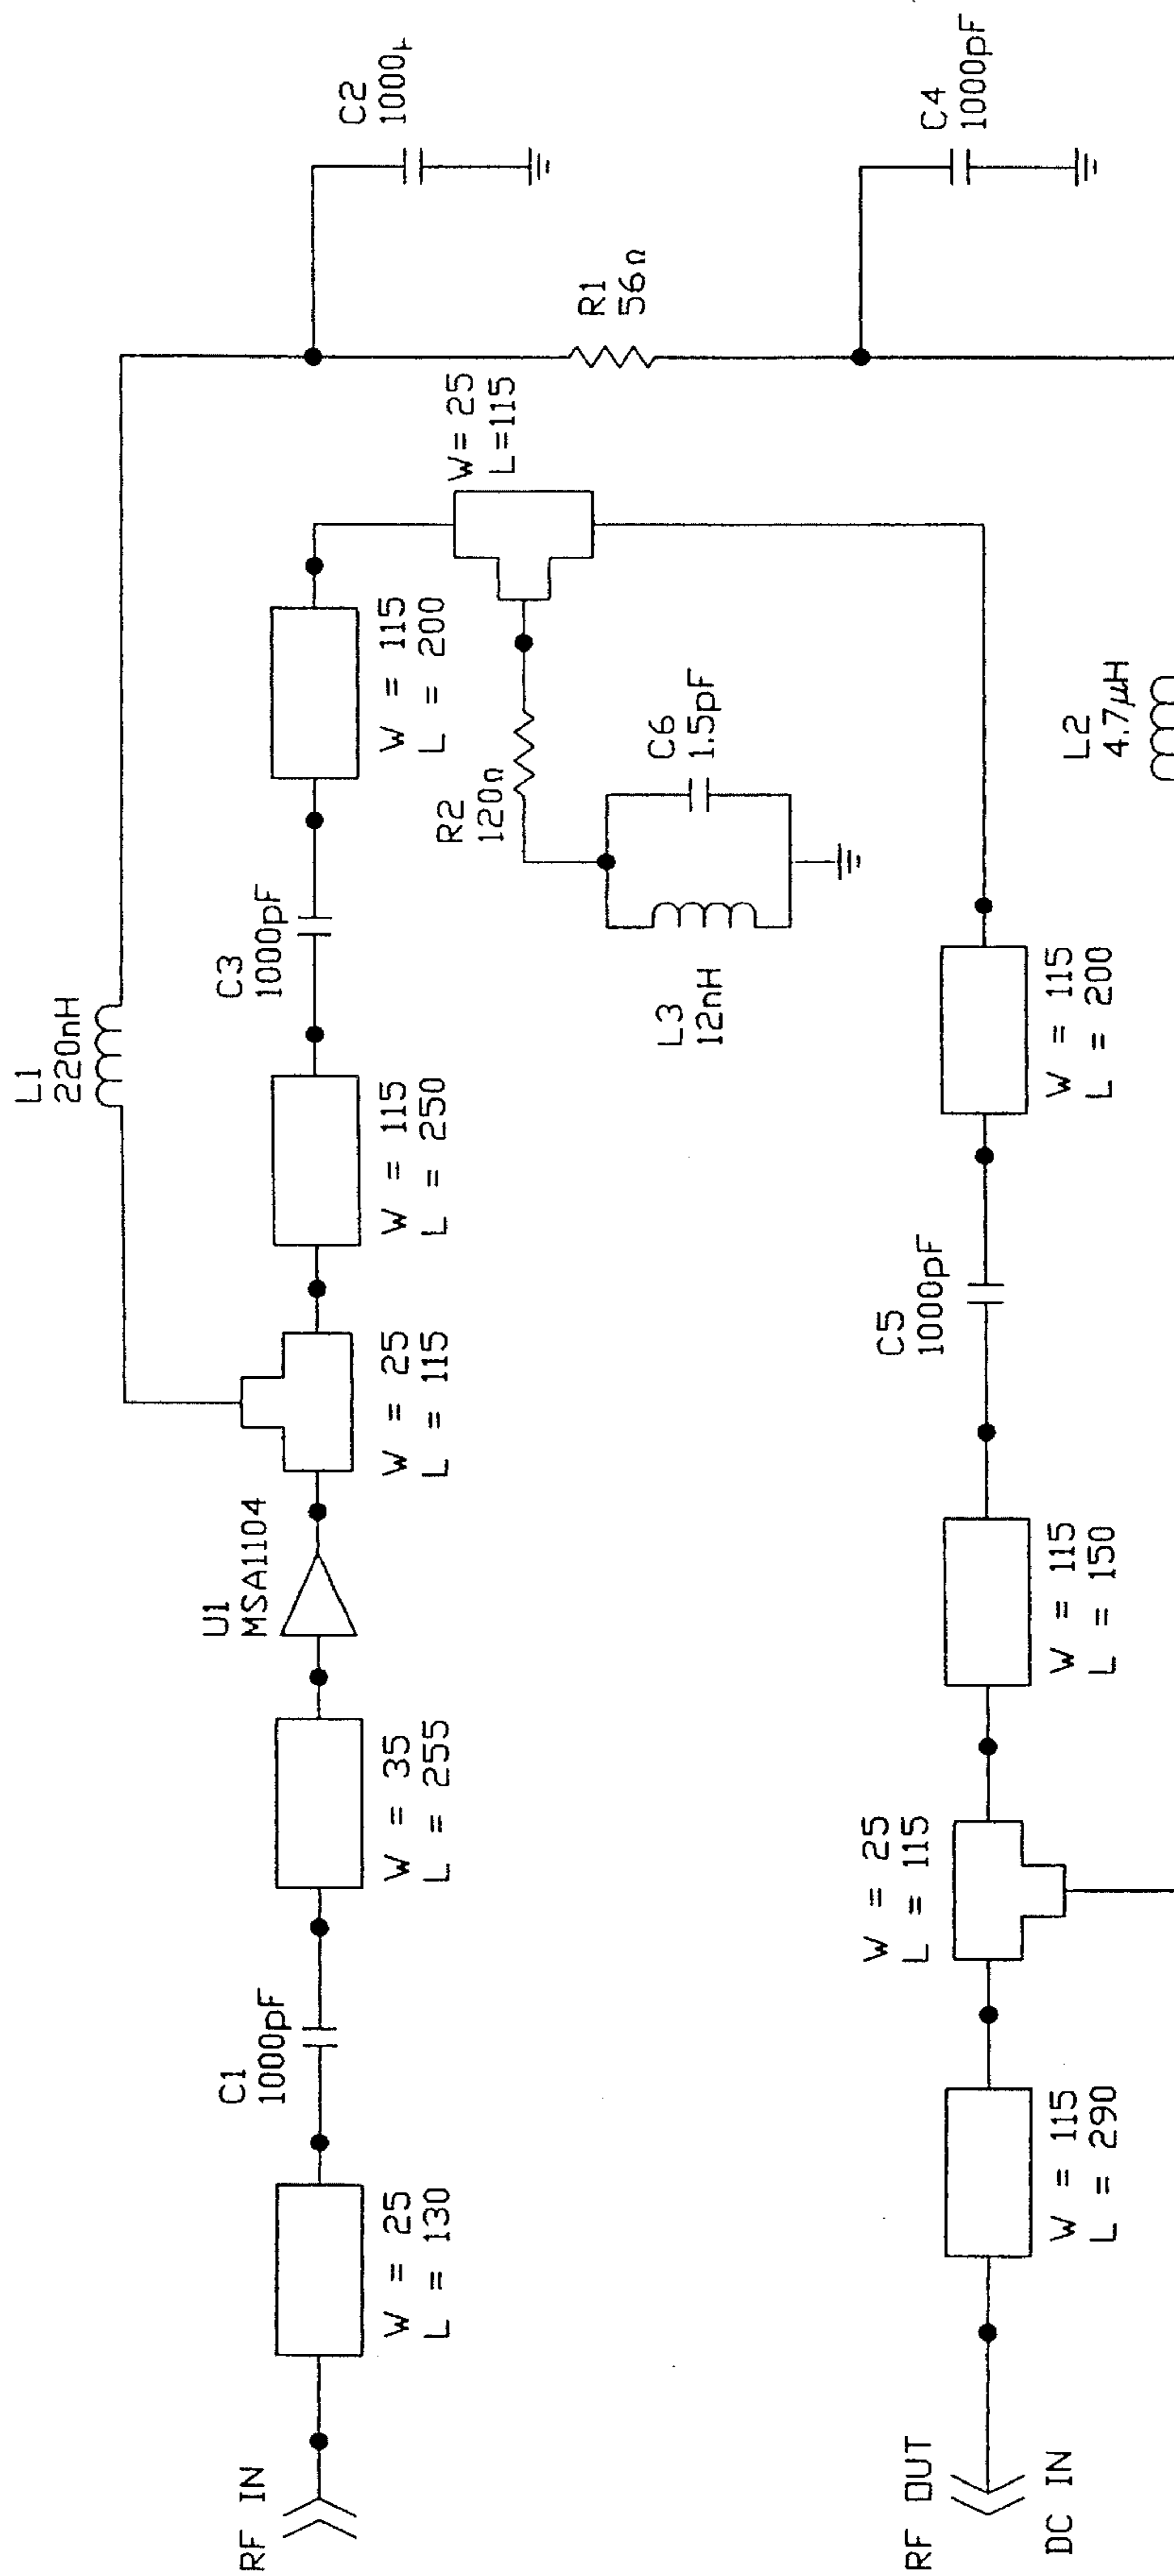 L1
220nH
C2
1000
U1
MSA1104
C1
1000pF
C3
1000pF
RF IN
W = 25
L = 130
W = 35
L = 255
W = 25
L = 115
W = 115
L = 250
W = 115
L = 200
W = 25
L = 115
R1
56Ω
R2
120Ω
C6
1.5pF
L3
12nH
C4
1000pF
RF OUT
DC IN
W = 115
L = 290
W = 25
L = 115
W = 115
L = 150
C5
1000pF
W = 115
L = 200
L2
4.7µH